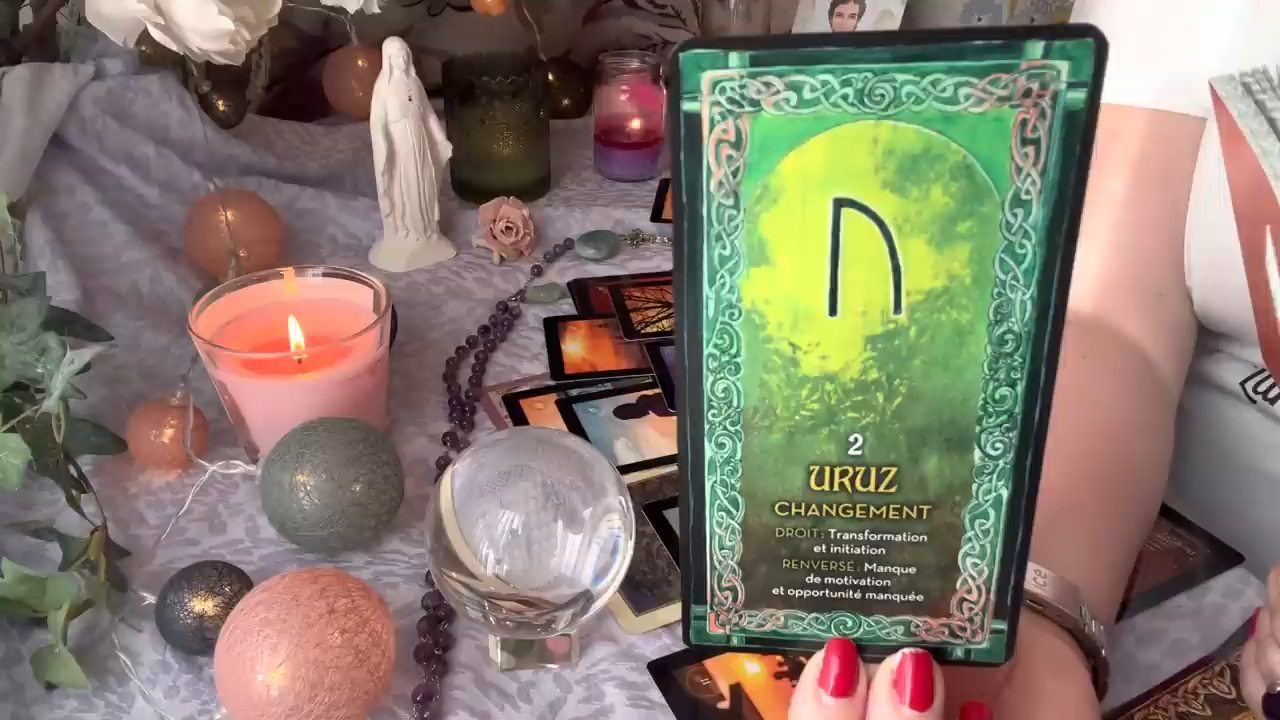 2
URUZ
CHANGEMENT
DROIT : Transformation
et initiation
RENVERSÉ : Manque
de motivation
et opportunité manquée